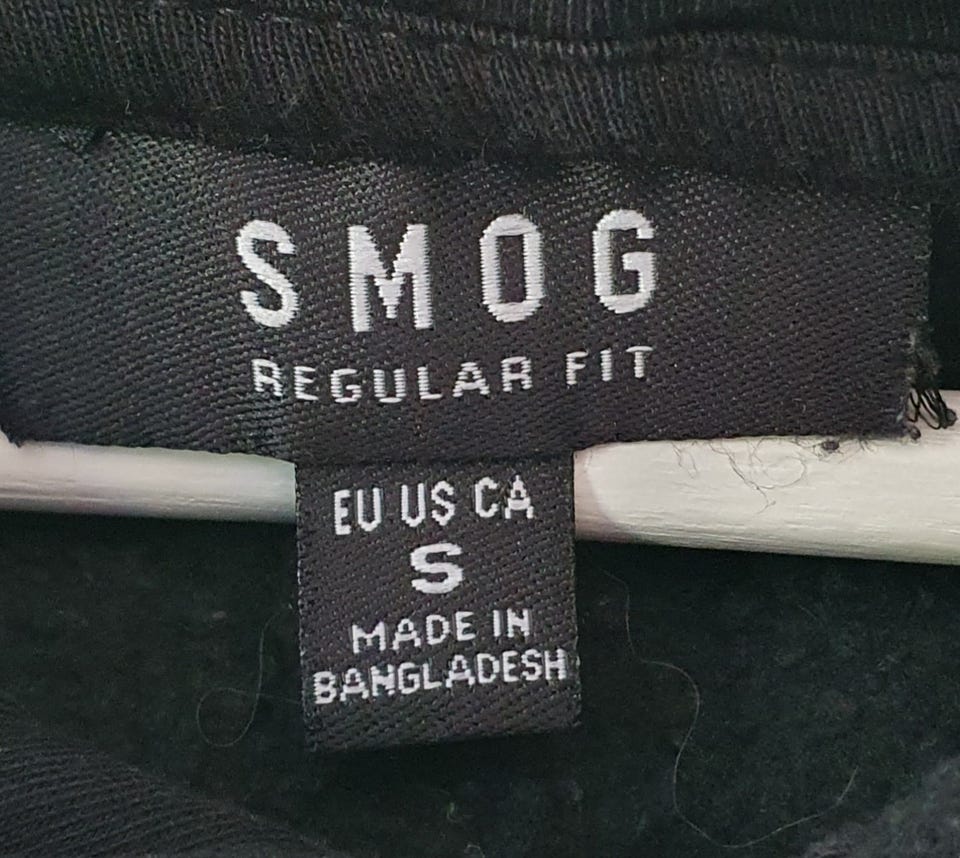 SMOG
REGULAR FIT
EU US CA
S
MADE IN
BANGLADESH